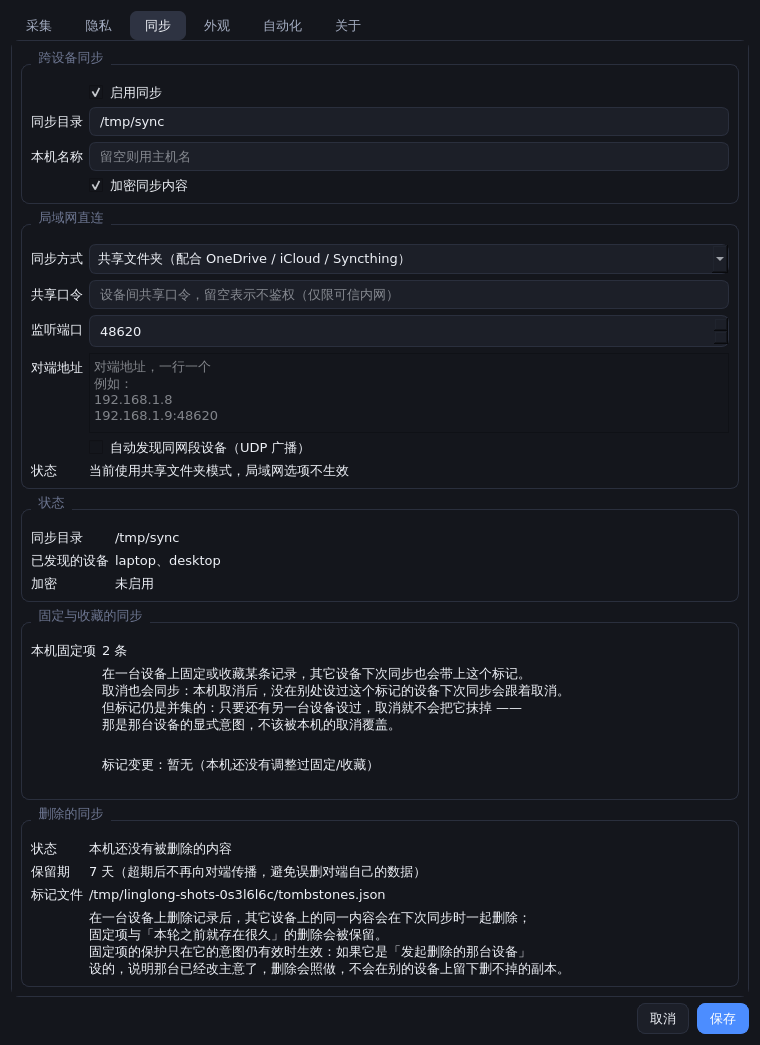 采集 隐私 同步 外观 自动化 关于
跨设备同步
启用同步
同步目录 /tmp/sync
本机名称 留空则用主机名
加密同步内容
局域网直连
同步方式 共享文件夹（配合 OneDrive / iCloud / Syncthing）
共享口令 设备间共享口令，留空表示不鉴权（仅限可信内网）
监听端口 48620
对端地址 对端地址，一行一个
例如：
192.168.1.8
192.168.1.9:48620
自动发现同网段设备（UDP 广播）
状态 当前使用共享文件夹模式，局域网选项不生效
状态
同步目录 /tmp/sync
已发现的设备 laptop、desktop
加密 未启用
固定与收藏的同步
本机固定项 2 条
在一台设备上固定或收藏某条记录，其它设备下次同步也会带上这个标记。
取消也会同步：本机取消后，没在别处设过这个标记的设备下次同步会跟着取消。
但标记仍是并集的：只要还有另一台设备设过，取消就不会把它抹掉 ——
那是那台设备的显式意图，不该被本机的取消覆盖。
标记变更：暂无（本机还没有调整过固定/收藏）
删除的同步
状态 本机还没有被删除的内容
保留期 7 天（超期后不再向对端传播，避免误删对端自己的数据）
标记文件 /tmp/linglong-shots-0s3l6l6c/tombstones.json
在一台设备上删除记录后，其它设备上的同一内容会在下次同步时一起删除；
固定项与「本轮之前就存在很久」的删除会被保留。
固定项的保护只在它的意图仍有效时生效：如果它是「发起删除的那台设备」
设的，说明那台已经改主意了，删除会照做，不会在别的设备上留下删不掉的副本。
取消 保存